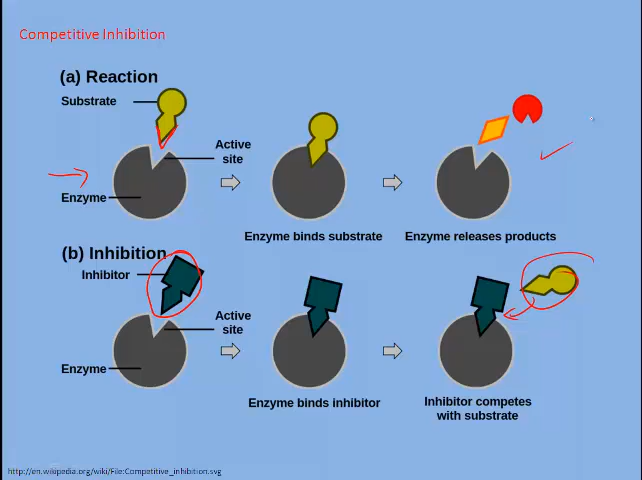 Competitive Inhibition
(a) Reaction
Substrate
Active
site
Enzyme
Enzyme binds substrate
Enzyme releases products
(b) Inhibition
Inhibitor
Active
site
Enzyme
Enzyme binds inhibitor
Inhibitor competes
with substrate
http://en.wikipedia.org/wiki/File:Competitive_inhibition.svg